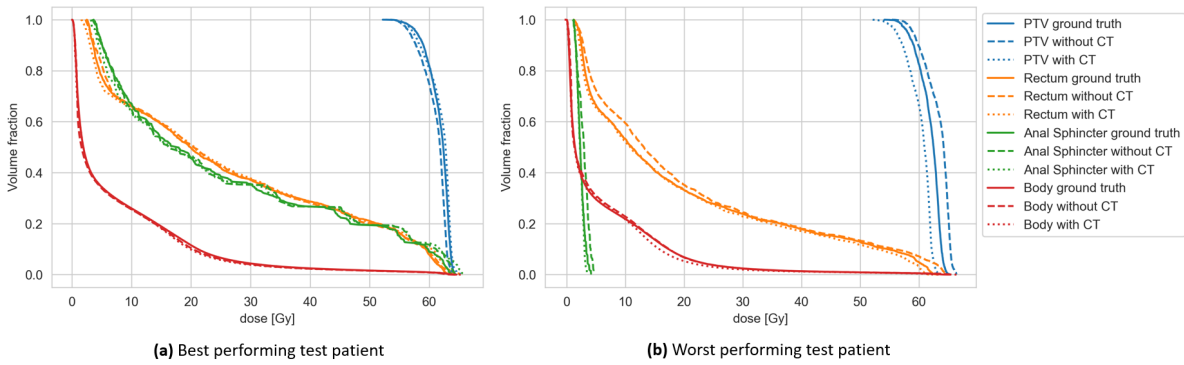 1.0
0.8
0.6
0.4
0.2
0.0
Volume fraction
0 10 20 30 40 50 60
dose [Gy]
(a) Best performing test patient
1.0
0.8
0.6
0.4
0.2
0.0
Volume fraction
0 10 20 30 40 50 60
dose [Gy]
(b) Worst performing test patient
PTV ground truth
PTV without CT
PTV with CT
Rectum ground truth
Rectum without CT
Rectum with CT
Anal Sphincter ground truth
Anal Sphincter without CT
Anal Sphincter with CT
Body ground truth
Body without CT
Body with CT